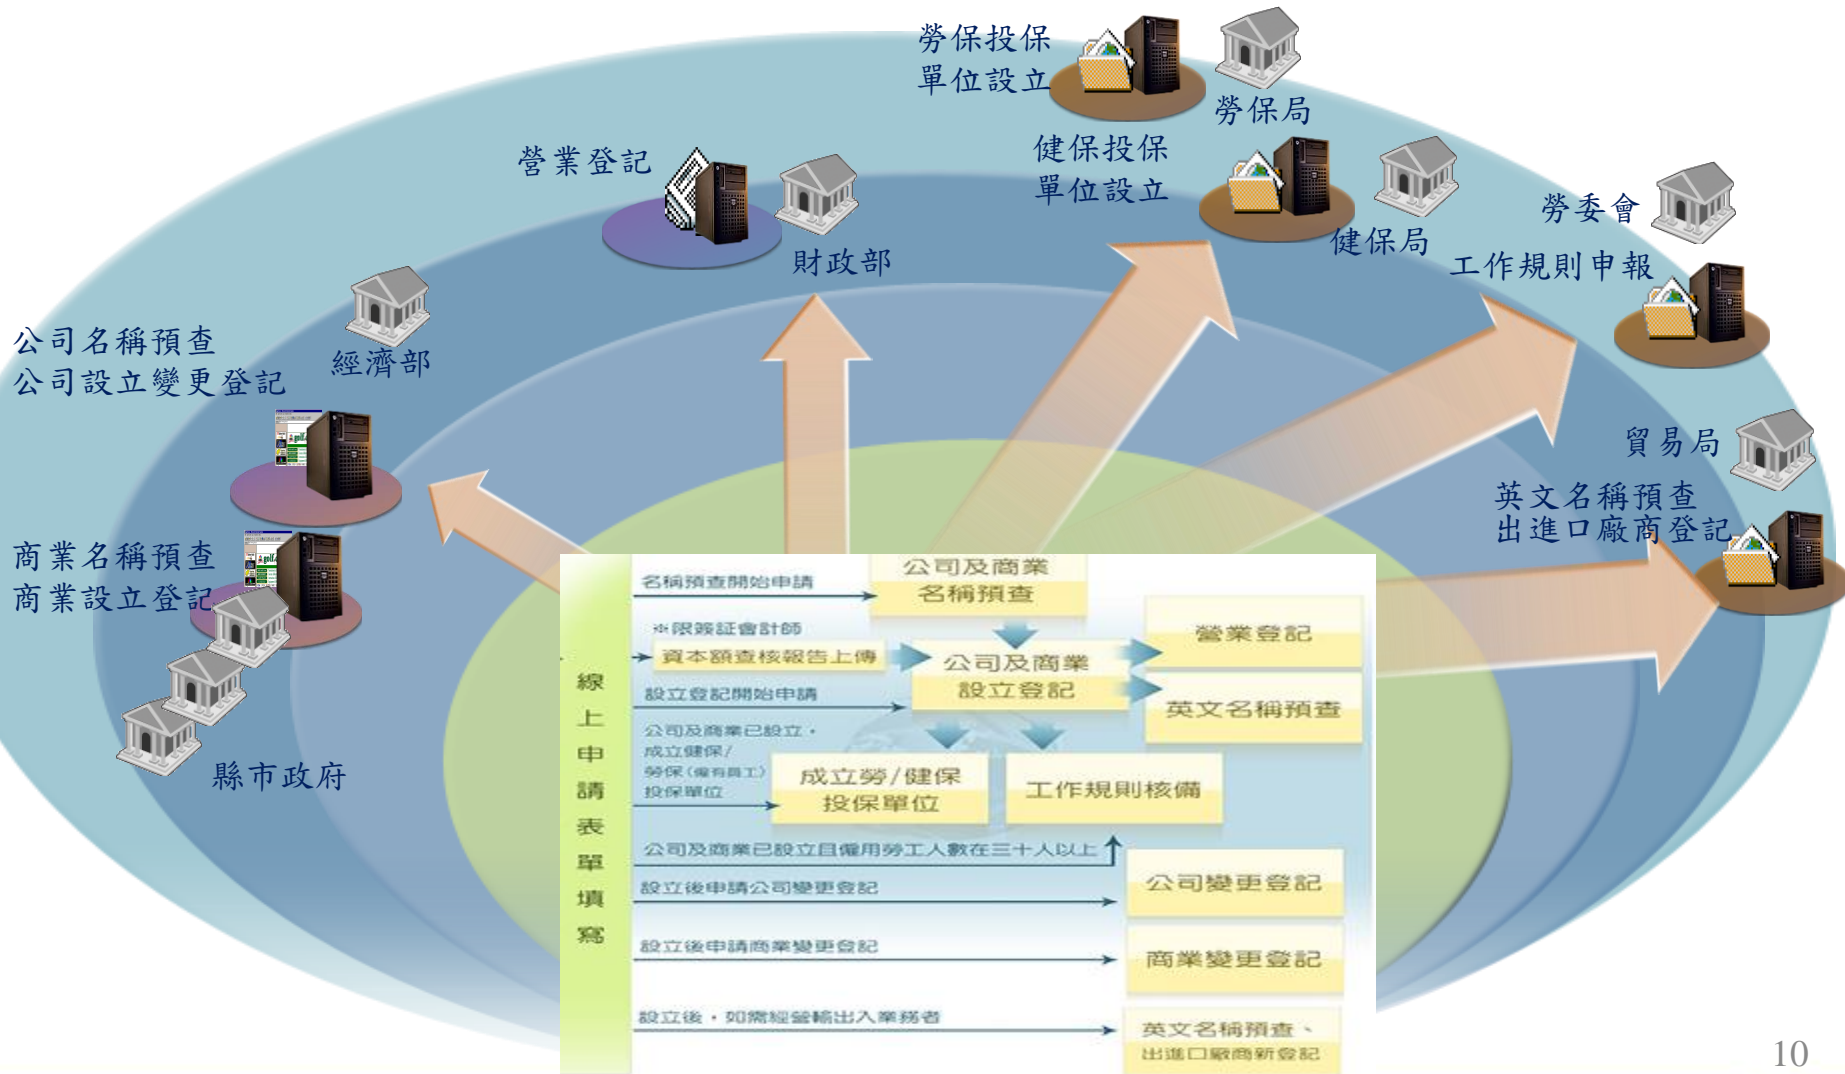 勞保投保
單位設立
勞保局
健保投保
單位設立
健保局
營業登記
財政部
勞委會
工作規則申報
經濟部
公司名稱預查
公司設立變更登記
貿易局
英文名稱預查
出進口廠商登記
商業名稱預查
商業設立登記
縣市政府
線上申請表單填寫
名稱預查開始申請
公司及商業
名稱預查
※限簽証會計師
資本額查核報告上傳
公司及商業
設立登記
營業登記
設立登記開始申請
英文名稱預查
公司及商業已設立，
成立健保/
勞保(僱有員工)
投保單位
成立勞/健保
投保單位
工作規則核備
公司及商業已設立且僱用勞工人數在三十人以上
設立後申請公司變更登記
公司變更登記
設立後申請商業變更登記
商業變更登記
設立後，如需經營輸出入業務者
英文名稱預查、
出進口廠商新登記
10